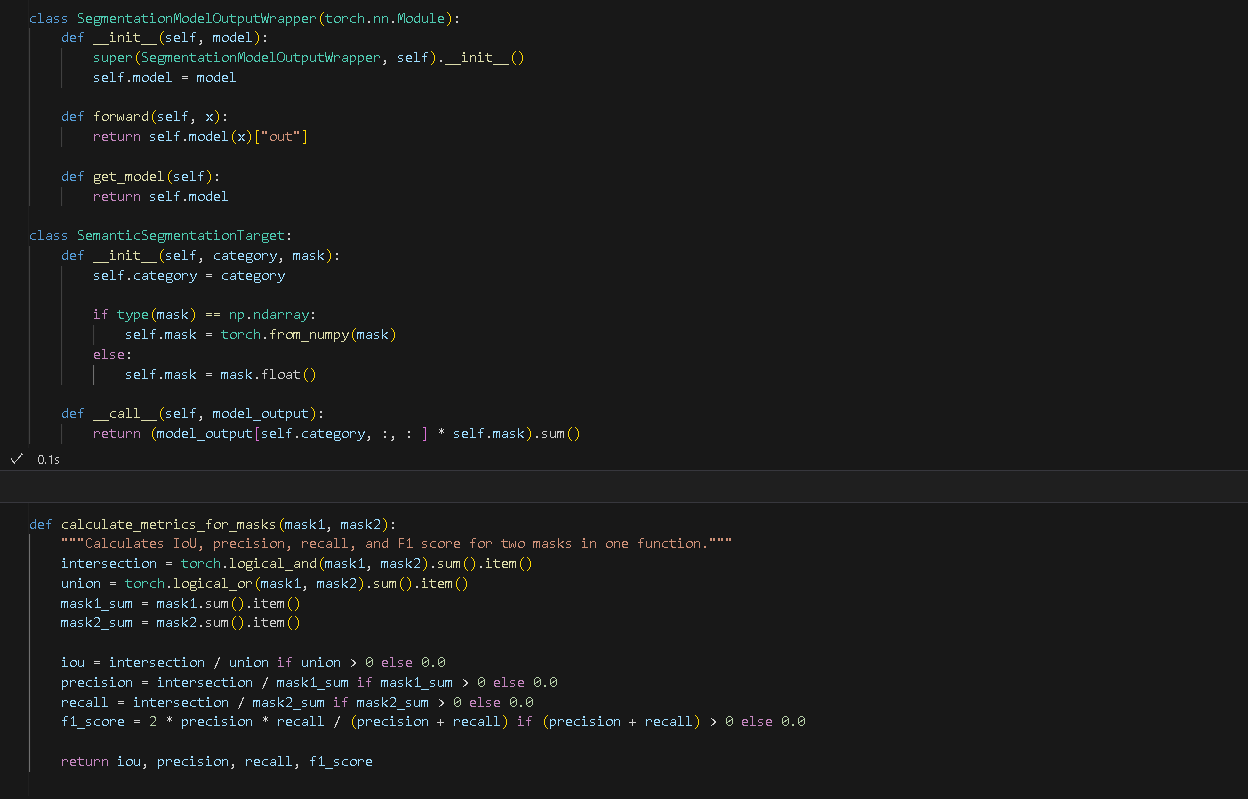 class SegmentationModelOutputWrapper(torch.nn.Module):
    def __init__(self, model):
        super(SegmentationModelOutputWrapper, self).__init__()
        self.model = model

    def forward(self, x):
        return self.model(x)["out"]

    def get_model(self):
        return self.model

class SemanticSegmentationTarget:
    def __init__(self, category, mask):
        self.category = category

        if type(mask) == np.ndarray:
            self.mask = torch.from_numpy(mask)
        else:
            self.mask = mask.float()

    def __call__(self, model_output):
        return (model_output[self.category, :, : ] * self.mask).sum()
✓ 0.1s

def calculate_metrics_for_masks(mask1, mask2):
    """Calculates IoU, precision, recall, and F1 score for two masks in one function."""
    intersection = torch.logical_and(mask1, mask2).sum().item()
    union = torch.logical_or(mask1, mask2).sum().item()
    mask1_sum = mask1.sum().item()
    mask2_sum = mask2.sum().item()

    iou = intersection / union if union > 0 else 0.0
    precision = intersection / mask1_sum if mask1_sum > 0 else 0.0
    recall = intersection / mask2_sum if mask2_sum > 0 else 0.0
    f1_score = 2 * precision * recall / (precision + recall) if (precision + recall) > 0 else 0.0

    return iou, precision, recall, f1_score